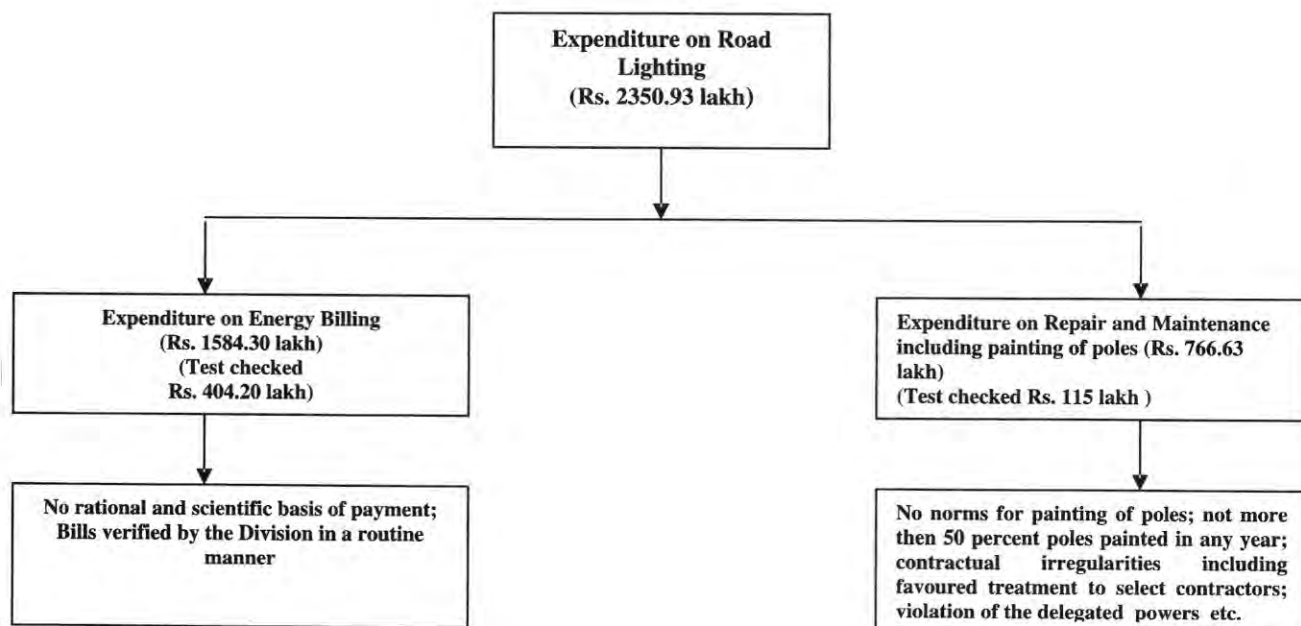 Expenditure on Road
Lighting
(Rs. 2350.93 lakh)
Expenditure on Energy Billing
(Rs. 1584.30 lakh)
(Test checked
Rs. 404.20 lakh)
Expenditure on Repair and Maintenance
including painting of poles (Rs. 766.63
lakh)
(Test checked Rs. 115 lakh )
No rational and scientific basis of payment;
Bills verified by the Division in a routine
manner
No norms for painting of poles; not more
then 50 percent poles painted in any year;
contractual irregularities including
favoured treatment to select contractors;
violation of the delegated powers etc.